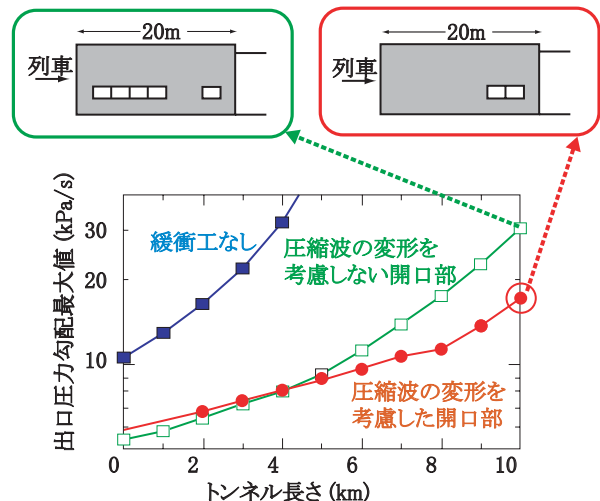 20m
列車
20m
列車
出口圧力勾配最大値(kPa/s)
30
20
10
緩衝工なし
圧縮波の変形を
考慮しない開口部
圧縮波の変形を
考慮した開口部
0 2 4 6 8 10
トンネル長さ(km)